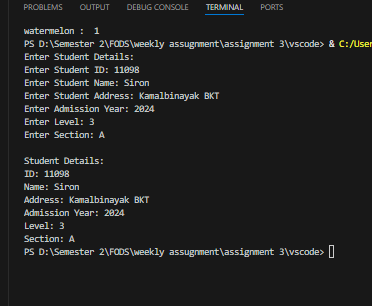 PROBLEMS OUTPUT DEBUG CONSOLE TERMINAL PORTS
watermelon : 1
PS D:\Semester 2\FODS\weekly assugnment\assignment 3\vscode> & C:/User
Enter Student Details:
Enter Student ID: 11098
Enter Student Name: Siron
Enter Student Address: Kamalbinayak BKT
Enter Admission Year: 2024
Enter Level: 3
Enter Section: A
Student Details:
ID: 11098
Name: Siron
Address: Kamalbinayak BKT
Admission Year: 2024
Level: 3
Section: A
PS D:\Semester 2\FODS\weekly assugnment\assignment 3\vscode>